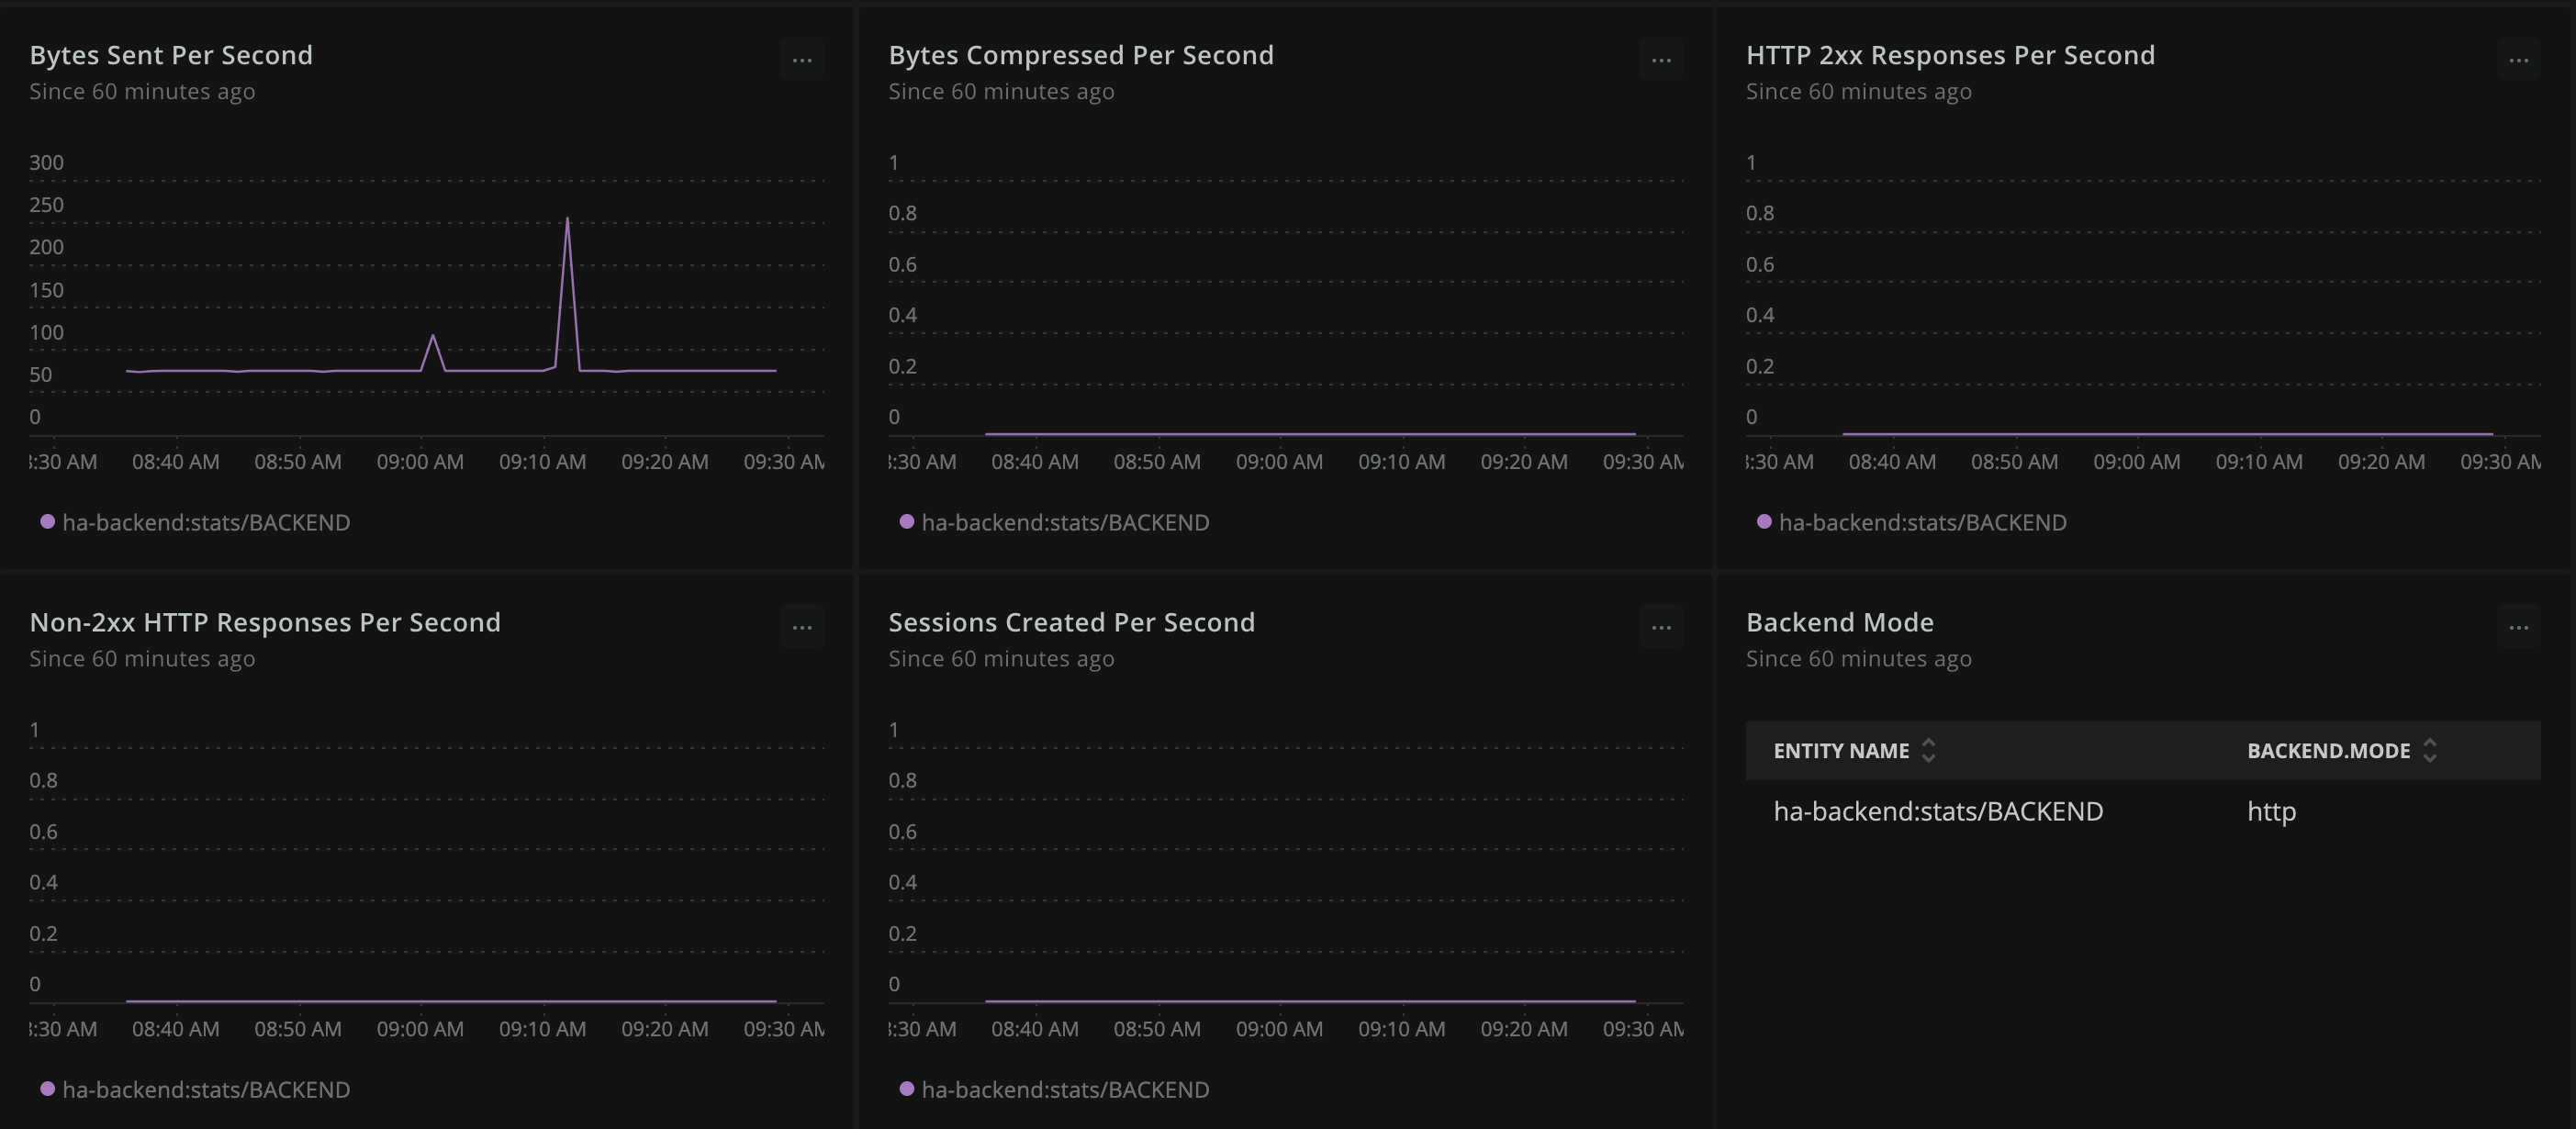 Bytes Sent Per Second
...
Since 60 minutes ago
300
250
200
150
100
50
0
:30 AM 08:40 AM 08:50 AM 09:00 AM 09:10 AM 09:20 AM 09:30 AM
ha-backend:stats/BACKEND
Bytes Compressed Per Second
...
Since 60 minutes ago
1
0.8
0.6
0.4
0.2
0
:30 AM 08:40 AM 08:50 AM 09:00 AM 09:10 AM 09:20 AM 09:30 AM
ha-backend:stats/BACKEND
HTTP 2xx Responses Per Second
...
Since 60 minutes ago
1
0.8
0.6
0.4
0.2
0
:30 AM 08:40 AM 08:50 AM 09:00 AM 09:10 AM 09:20 AM 09:30 AM
ha-backend:stats/BACKEND
Non-2xx HTTP Responses Per Second
...
Since 60 minutes ago
1
0.8
0.6
0.4
0.2
0
:30 AM 08:40 AM 08:50 AM 09:00 AM 09:10 AM 09:20 AM 09:30 AM
ha-backend:stats/BACKEND
Sessions Created Per Second
...
Since 60 minutes ago
1
0.8
0.6
0.4
0.2
0
:30 AM 08:40 AM 08:50 AM 09:00 AM 09:10 AM 09:20 AM 09:30 AM
ha-backend:stats/BACKEND
Backend Mode
...
Since 60 minutes ago
ENTITY NAME BACKEND.MODE
ha-backend:stats/BACKEND http